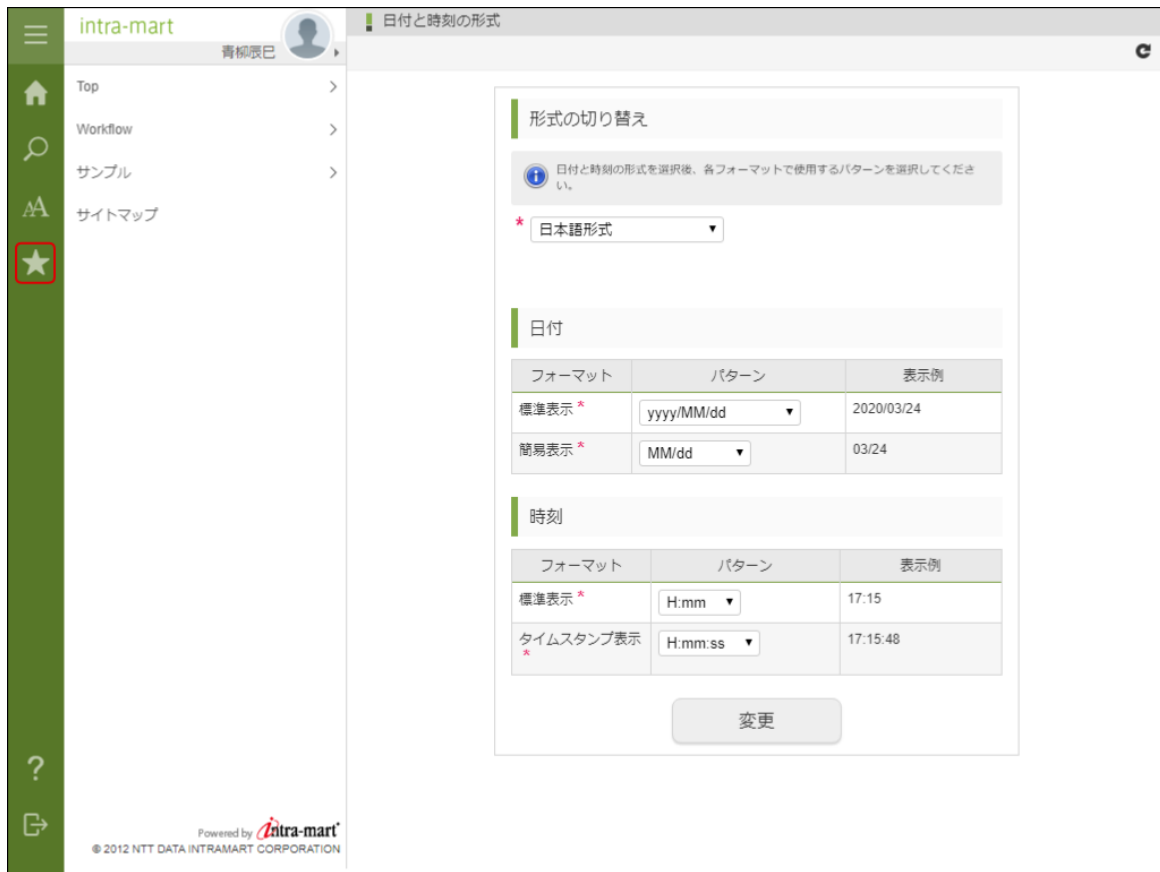 intra-mart
青柳辰巳
Top
Workflow
サンプル
サイトマップ
Powered by intra-mart
© 2012 NTT DATA INTRAMART CORPORATION
日付と時刻の形式
形式の切り替え
日付と時刻の形式を選択後、各フォーマットで使用するパターンを選択してくださ
い。
* 日本語形式
日付
フォーマット パターン 表示例
標準表示 * yyyy/MM/dd 2020/03/24
簡易表示 * MM/dd 03/24
時刻
フォーマット パターン 表示例
標準表示 * H:mm 17:15
タイムスタンプ表示 H:mm:ss 17:15:48
*
変更